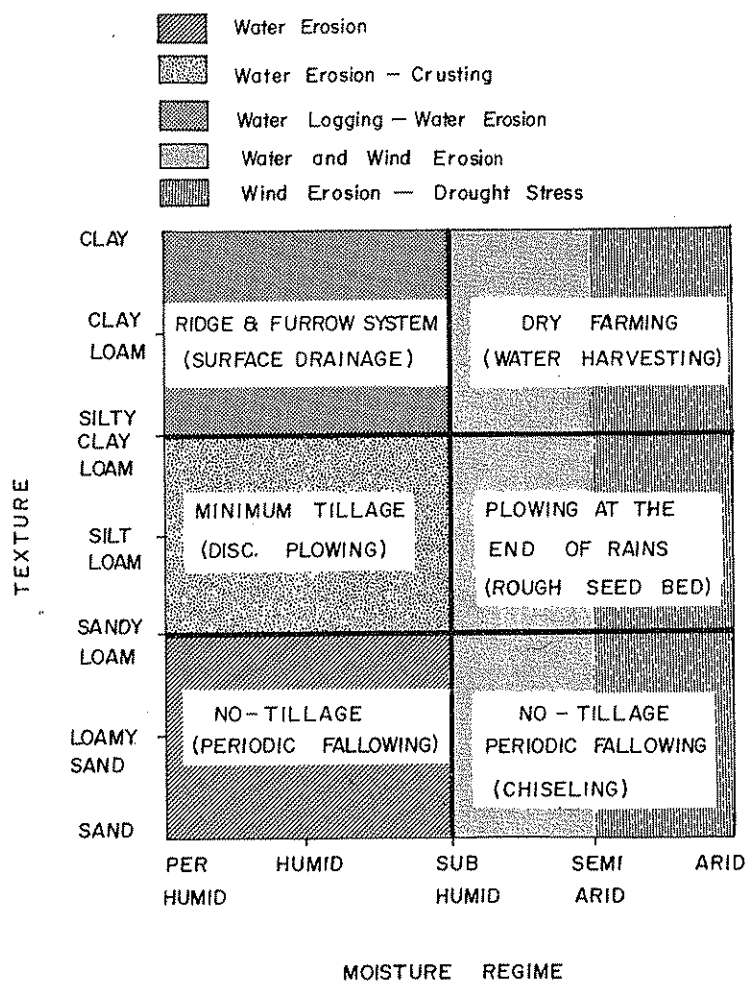 Water Erosion
Water Erosion — Crusting
Water Logging — Water Erosion
Water and Wind Erosion
Wind Erosion — Drought Stress
CLAY
CLAY
LOAM
SILTY
CLAY
LOAM
SILT
LOAM
SANDY
LOAM
LOAMY
SAND
SAND
TEXTURE
RIDGE & FURROW SYSTEM
(SURFACE DRAINAGE)
DRY FARMING
(WATER HARVESTING)
MINIMUM TILLAGE
(DISC. PLOWING)
PLOWING AT THE
END OF RAINS
(ROUGH SEED BED)
NO-TILLAGE
(PERIODIC FALLOWING)
NO-TILLAGE
PERIODIC FALLOWING
(CHISELING)
PER
HUMID
HUMID
SUB
HUMID
SEMI
ARID
ARID
MOISTURE REGIME